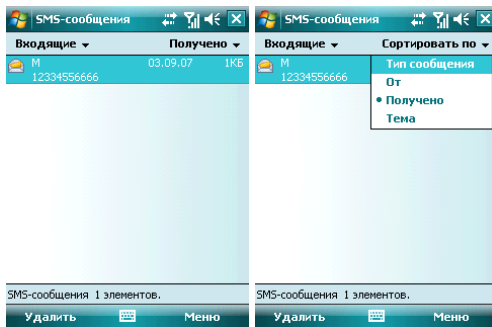 SMS-сообщения
Входящие Получено
М 03.09.07 1КБ
12334556666
SMS-сообщения 1 элементов.
Удалить Меню
SMS-сообщения
Входящие Сортировать по
М
12334556666
Тип сообщения
От
• Получено
Тема
SMS-сообщения 1 элементов.
Удалить Меню